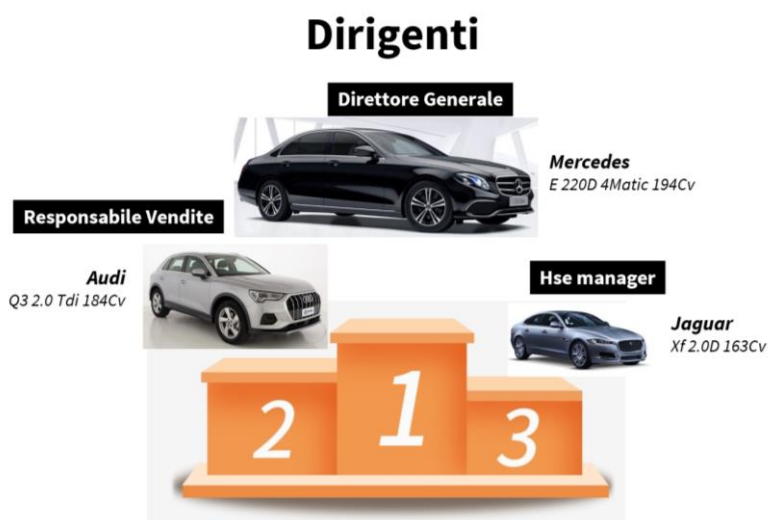 Dirigenti
Direttore Generale
Mercedes
E 220D 4Matic 194Cv
Responsabile Vendite
Audi
Q3 2.0 Tdi 184Cv
Hse manager
Jaguar
Xf 2.0D 163Cv
2
1
3